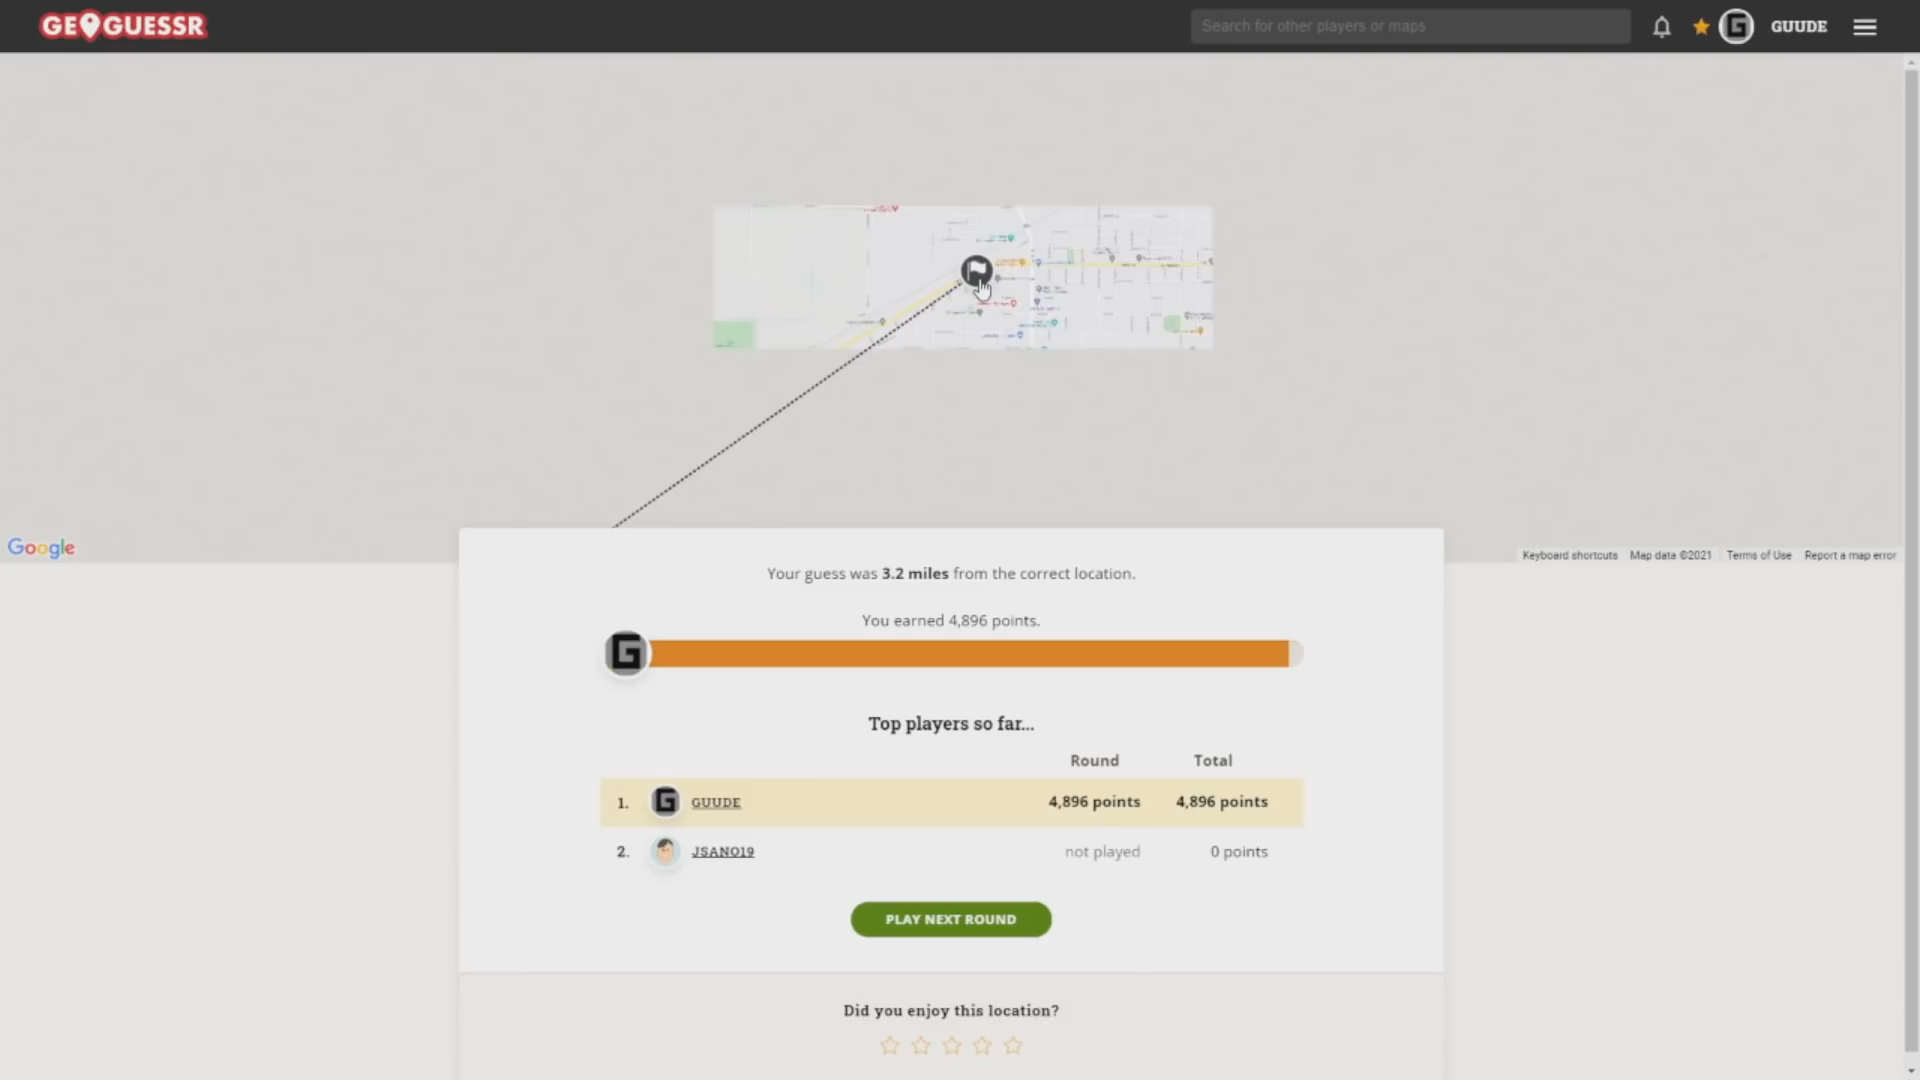 GEOGUESSR
Search for other players or maps
GUUDE
Google
Keyboard shortcuts Map data ©2021 Terms of Use Report a map error
Your guess was 3.2 miles from the correct location.
You earned 4,896 points.
Top players so far...
Round Total
1. GUUDE 4,896 points 4,896 points
2. JSANO19 not played 0 points
PLAY NEXT ROUND
Did you enjoy this location?